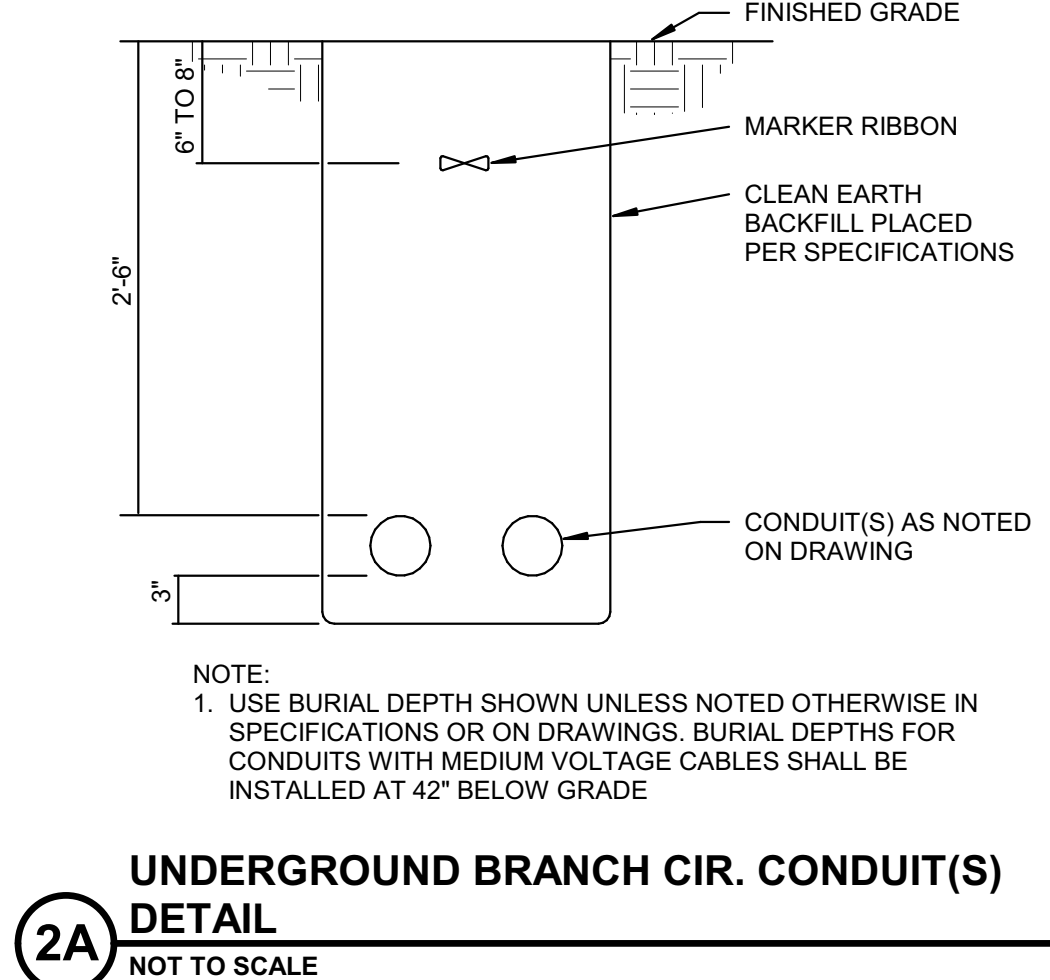 FINISHED GRADE
6" TO 8"
MARKER RIBBON
CLEAN EARTH
BACKFILL PLACED
PER SPECIFICATIONS
2'-6"
CONDUIT(S) AS NOTED
ON DRAWING
3"
NOTE:
1. USE BURIAL DEPTH SHOWN UNLESS NOTED OTHERWISE IN
SPECIFICATIONS OR ON DRAWINGS. BURIAL DEPTHS FOR
CONDUITS WITH MEDIUM VOLTAGE CABLES SHALL BE
INSTALLED AT 42" BELOW GRADE
UNDERGROUND BRANCH CIR. CONDUIT(S)
DETAIL
2A
NOT TO SCALE